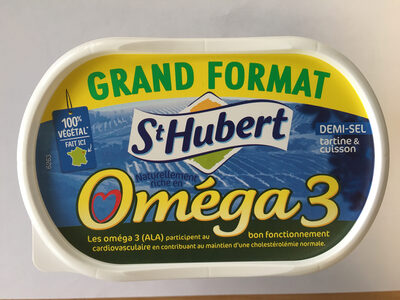 GRAND FORMAT
100%
VÉGÉTAL*
FAIT ICI
St Hubert
DEMI-SEL
tartine &
cuisson
6263
Naturellement
riche en
Oméga 3
Les oméga 3 (ALA) participent au bon fonctionnement
cardiovasculaire en contribuant au maintien d'une cholestérolémie normale.